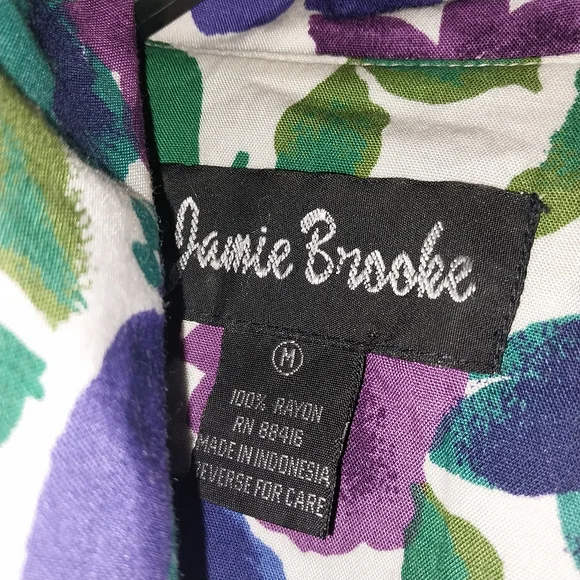 Jamie Brooke
M
100% RAYON
RN 88416
MADE IN INDONESIA
REVERSE FOR CARE